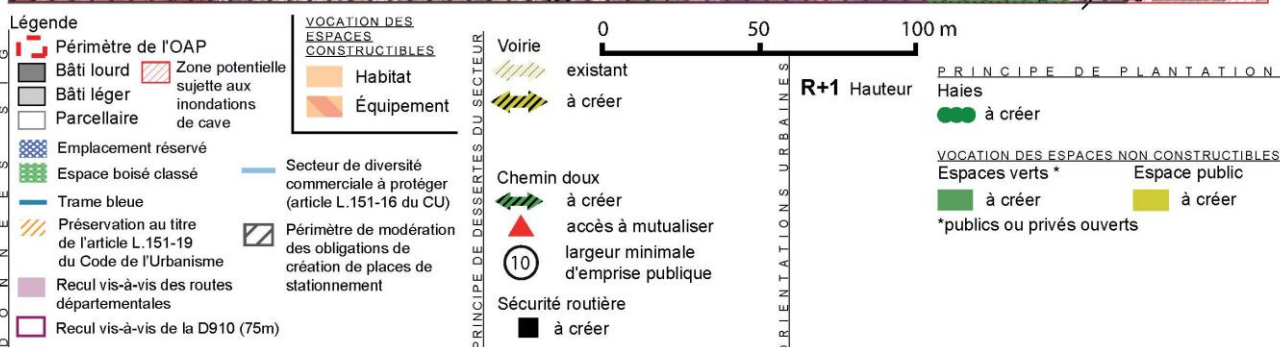 Légende
Périmètre de l'OAP
Bâti lourd
Bâti léger
Parcellaire
Zone potentielle
sujette aux
inondations
de cave
Emplacement réservé
Espace boisé classé
Trame bleue
Préservation au titre
de l'article L.151-19
du Code de l'Urbanisme
Recul vis-à-vis des routes
départementales
Recul vis-à-vis de la D910 (75m)
VOCATION DES
ESPACES
CONSTRUCTIBLES
Habitat
Équipement
Secteur de diversité
commerciale à protéger
(article L.151-16 du CU)
Périmètre de modération
des obligations de
création de places de
stationnement
PRINCIPE DE DESSERTES DU SECTEUR
Voirie
existant
à créer
Chemin doux
à créer
accès à mutualiser
10
largeur minimale
d'emprise publique
Sécurité routière
à créer
0 50 100 m
ORIENTATIONS URBAINES
R+1 Hauteur
PRINCIPE DE PLANTATION
Haies
à créer
VOCATION DES ESPACES NON CONSTRUCTIBLES
Espaces verts *
à créer
*publics ou privés ouverts
Espace public
à créer